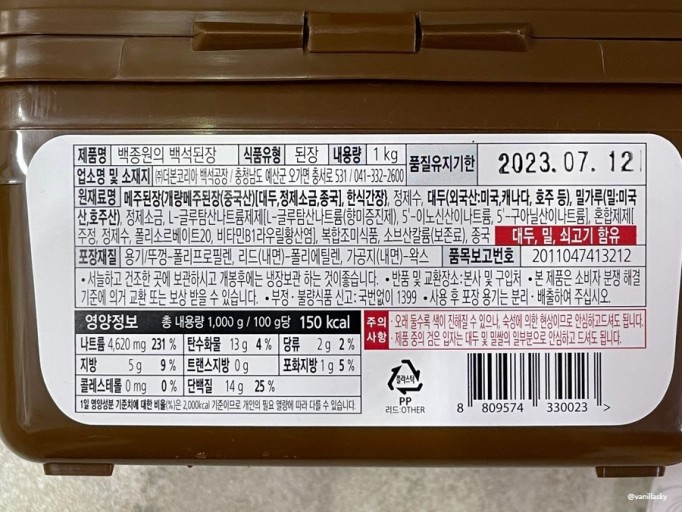 제품명 백종원의 백석된장 식품유형 된장 내용량 1 kg 품질유지기한 2023.07.12
업소명 및 소재지 ㈜더본코리아 백석공장 / 충청남도 예산군 오가면 충서로 531 / 041-332-2600
원재료명 메주된장(개량메주된장(중국산)[대두,정제소금,종국], 한식간장), 정제수, 대두(외국산:미국,캐나다, 호주 등), 밀가루(밀:미국
산,호주산), 정제소금, L-글루탐산나트륨제제[L-글루탐산나트륨(향미증진제), 5'-이노신산이나트륨, 5'-구아닐산이나트륨, 혼합제제[
주정, 정제수, 폴리소르베이트20, 비타민B1라우릴황산염], 복합조미식품, 소브산칼륨(보존료), 종국 대두, 밀, 쇠고기 함유
포장재질 용기/뚜껑-폴리프로필렌, 리드(내면)-폴리에틸렌, 가공지(내면)-왁스 품목보고번호 2011047413212
• 서늘하고 건조한 곳에 보관하시고 개봉후에는 냉장보관 하는 것이 좋습니다. • 반품 및 교환장소:본사 및 구입처 • 본 제품은 소비자 분쟁 해결
기준에 의거 교환 또는 보상 받을 수 있습니다. • 부정·불량식품 신고:국번없이 1399 • 사용 후 포장 용기는 분리·배출하여 주십시오.
영양정보 총 내용량 1,000 g / 100 g당 150 kcal
나트륨 4,620 mg 231 % 탄수화물 13 g 4 % 당류 2 g 2 %
지방 5 g 9 % 트랜스지방 0 g 포화지방 1 g 5 %
콜레스테롤 0 mg 0 % 단백질 14 g 25 %
1일 영양성분 기준치에 대한 비율(%)은 2,000kcal 기준이므로 개인의 필요 열량에 따라 다를 수 있습니다.
주의사항 · 오래 둘수록 색이 진해질 수 있으나, 숙성에 의한 현상이므로 안심하고드셔도 됩니다.
· 제품 중의 검은 입자는 대두 및 밀쌀의 일부분으로 안심하고 드셔도 됩니다.
플라스틱
PP
리드:OTHER
8 809574 330023 >
@vanillasky